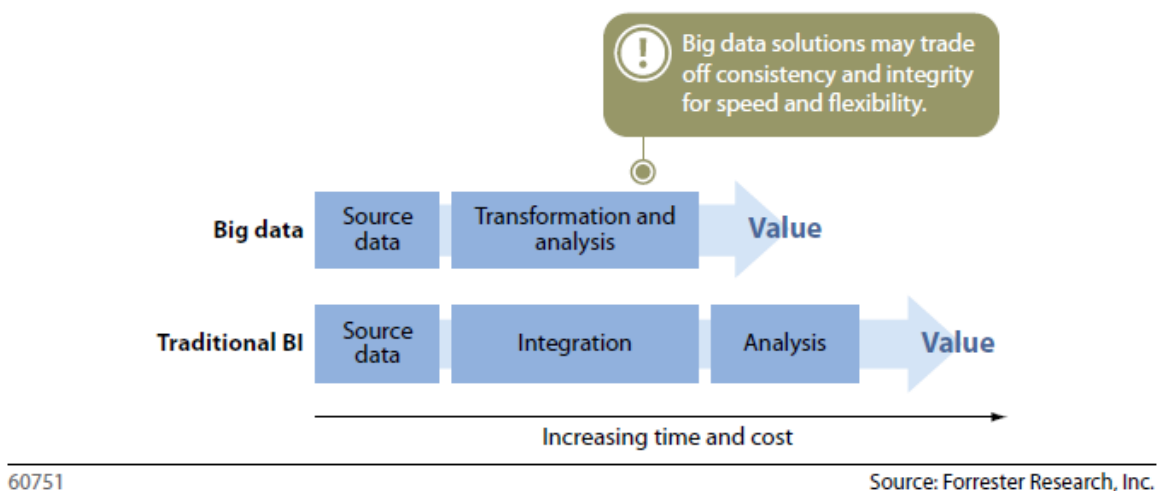 Big data solutions may trade
off consistency and integrity
for speed and flexibility.
Big data
Source
data
Transformation and
analysis
Value
Traditional BI
Source
data
Integration
Analysis
Value
Increasing time and cost
60751
Source: Forrester Research, Inc.